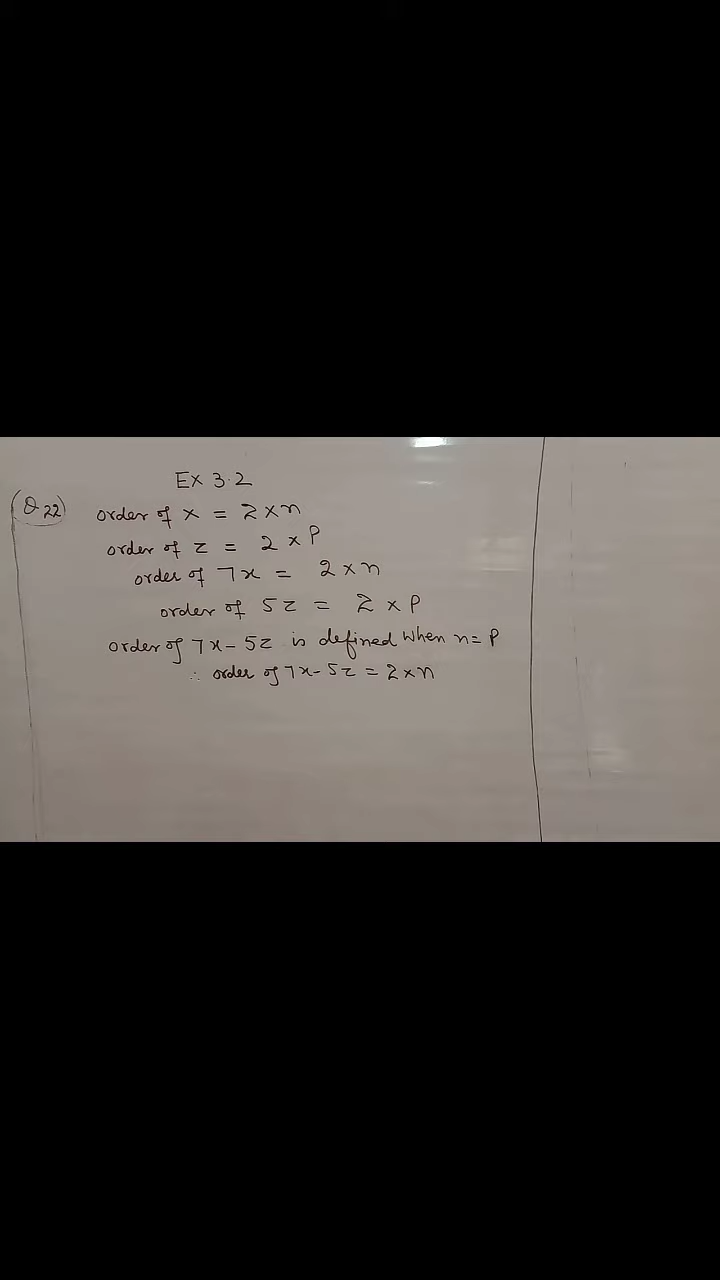 Ex 3.2
Q 22 order of x = 2 × n
order of z = 2 × P
order of 7x = 2 × n
order of 5z = 2 × P
order of 7x - 5z is defined when n = P
∴ order of 7x - 5z = 2 × n